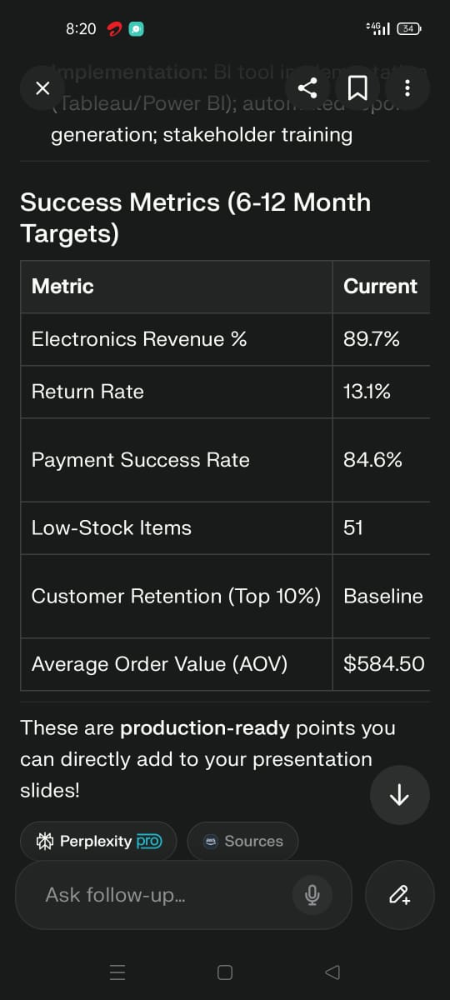 8:20
4G
34
Implementation: BI tool
(Tableau/Power BI);
generation; stakeholder training
Success Metrics (6-12 Month
Targets)
Metric Current
Electronics Revenue % 89.7%
Return Rate 13.1%
Payment Success Rate 84.6%
Low-Stock Items 51
Customer Retention (Top 10%) Baseline
Average Order Value (AOV) $584.50
These are production-ready points you
can directly add to your presentation
slides!
Perplexity pro
aws Sources
Ask follow-up...